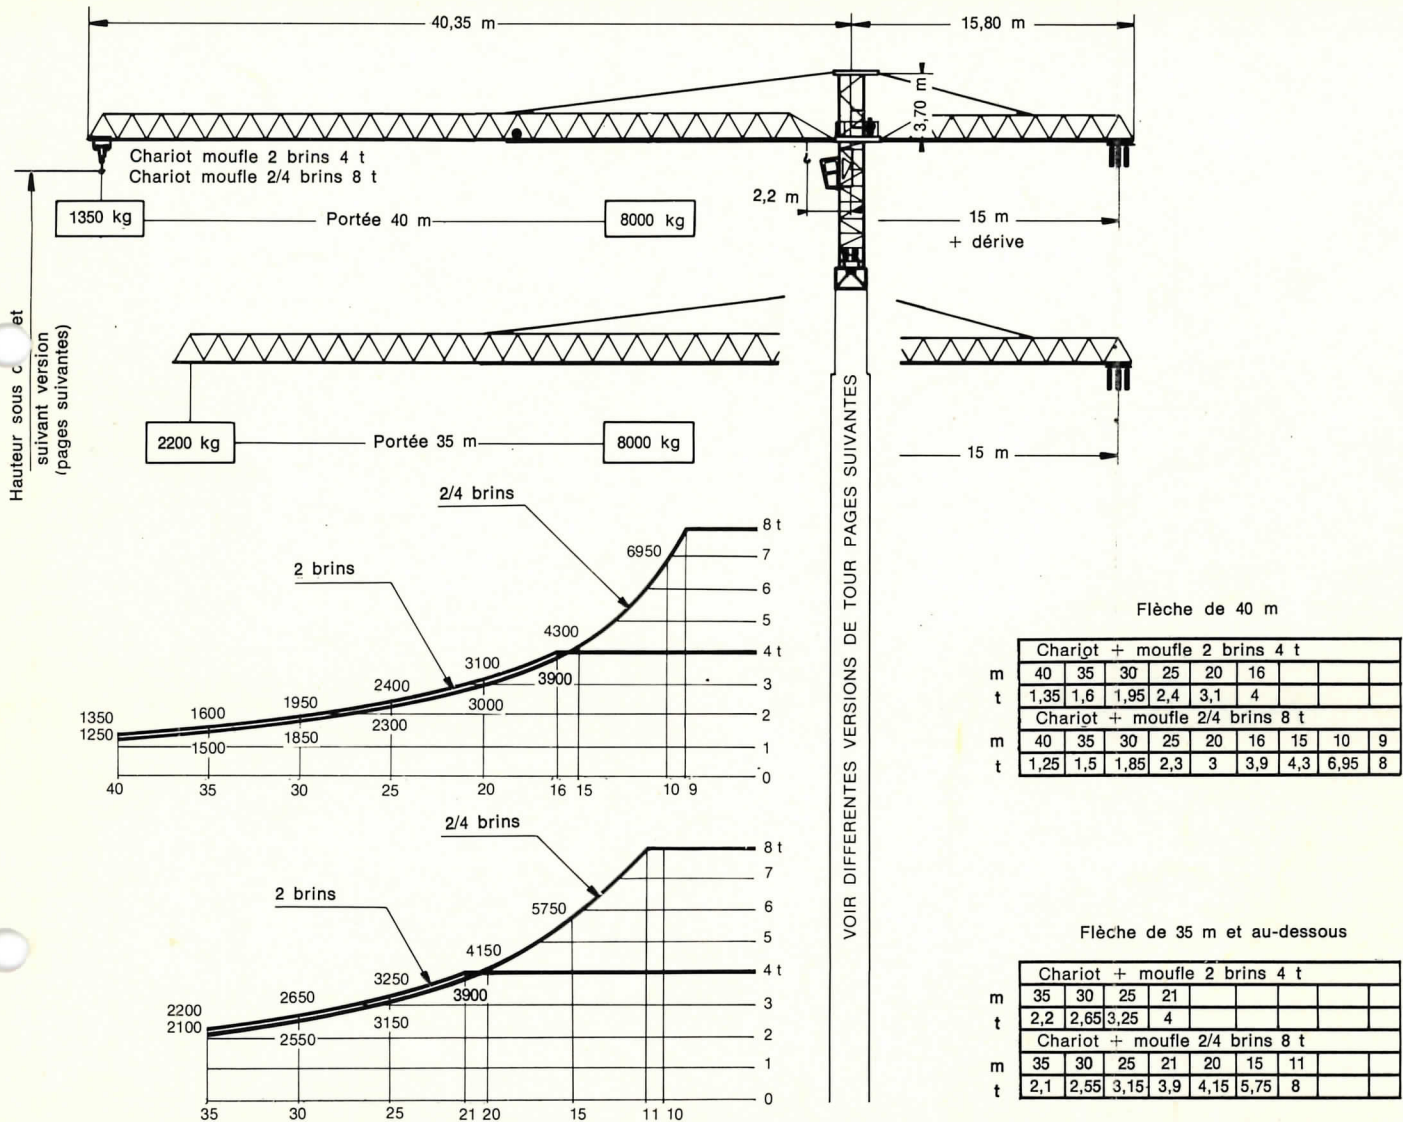 40,35 m
15,80 m
3,70 m
Chariot moufle 2 brins 4 t
Chariot moufle 2/4 brins 8 t
2,2 m
1350 kg
Portée 40 m
8000 kg
15 m
+ dérive
Hauteur sous et
suivant version
(pages suivantes)
2200 kg
Portée 35 m
8000 kg
15 m
VOIR DIFFERENTES VERSIONS DE TOUR PAGES SUIVANTES
2/4 brins
2 brins
8 t
7
6
5
4 t
3
2
1
0
6950
4300
3100
2400
1950
1600
1350
1250
1500
1850
2300
3000
3900
40 35 30 25 20 16 15 10 9
2/4 brins
2 brins
8 t
7
6
5
4 t
3
2
1
0
5750
4150
3250
2650
2200
2100
2550
3150
3900
35 30 25 21 20 15 11 10
Flèche de 40 m
Chariot + moufle 2 brins 4 t
m 40 35 30 25 20 16
t 1,35 1,6 1,95 2,4 3,1 4
Chariot + moufle 2/4 brins 8 t
m 40 35 30 25 20 16 15 10 9
t 1,25 1,5 1,85 2,3 3 3,9 4,3 6,95 8
Flèche de 35 m et au-dessous
Chariot + moufle 2 brins 4 t
m 35 30 25 21
t 2,2 2,65 3,25 4
Chariot + moufle 2/4 brins 8 t
m 35 30 25 21 20 15 11
t 2,1 2,55 3,15 3,9 4,15 5,75 8